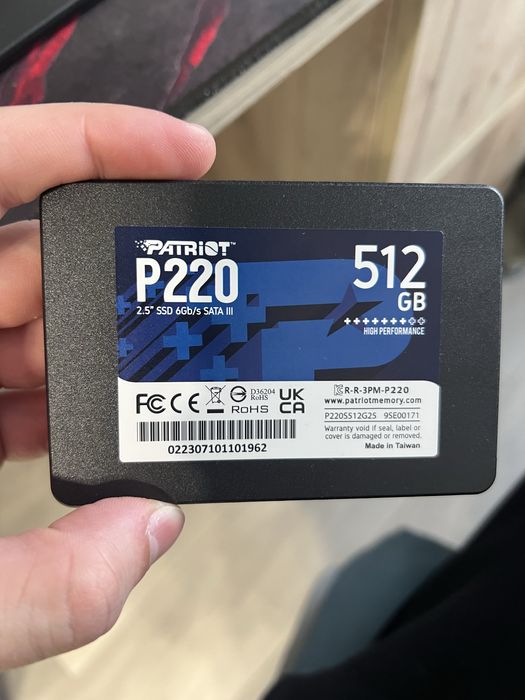 PATRIOT™
P220
2.5" SSD 6Gb/s SATA III
512
GB
HIGH PERFORMANCE
FC CE D36204
RoHS
RoHS
UK
CA
022307101101962
R-R-3PM-P220
www.patriotmemory.com
P220S512G25 9SE00171
Warranty void if seal, label or
cover is damaged or removed.
Made in Taiwan